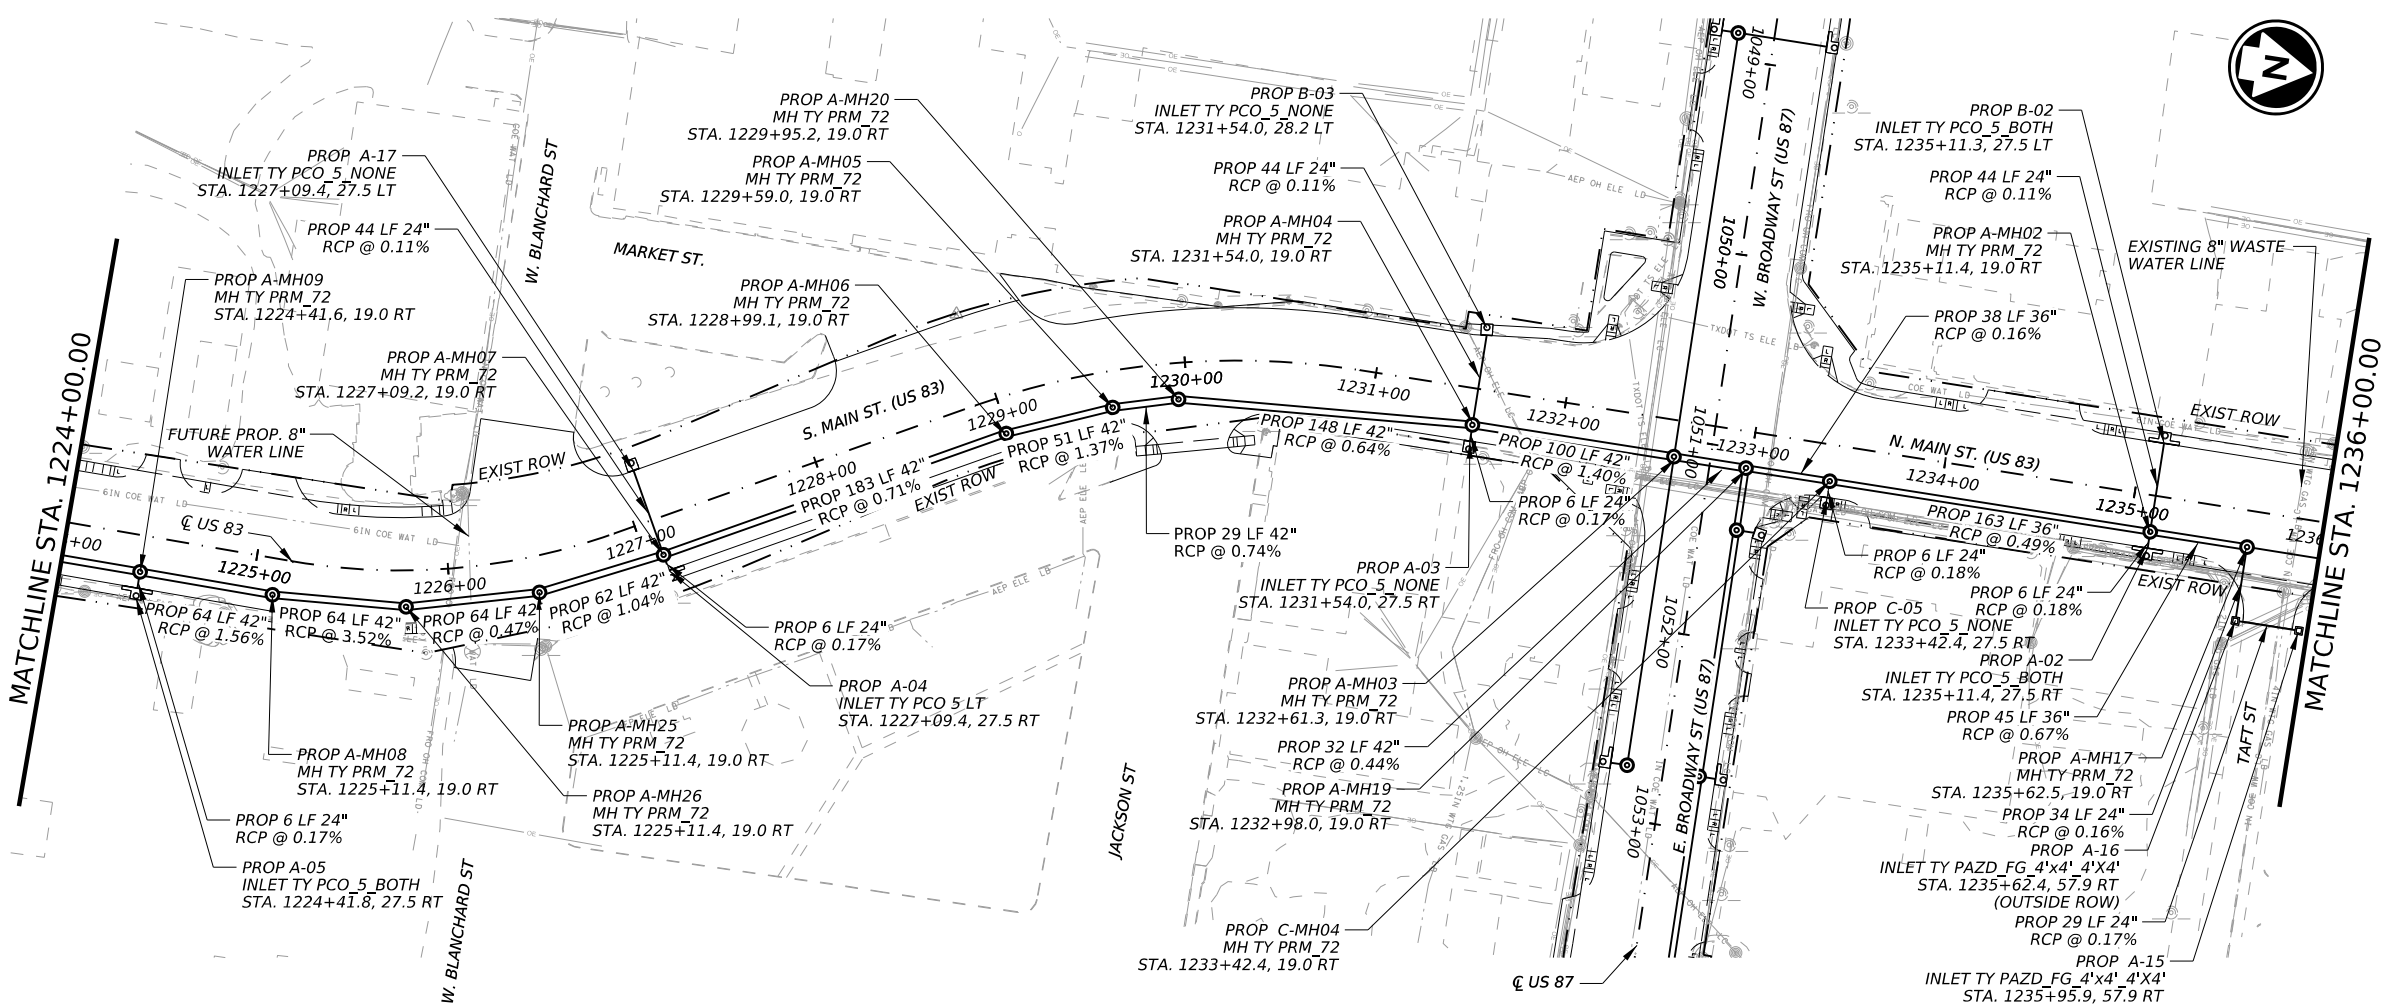 PROP A-MH20
MH TY PRM_72
STA. 1229+95.2, 19.0 RT
PROP A-MH05
MH TY PRM_72
STA. 1229+59.0, 19.0 RT
PROP B-03
INLET TY PCO_5_NONE
STA. 1231+54.0, 28.2 LT
PROP 44 LF 24"
RCP @ 0.11%
PROP A-MH04
MH TY PRM_72
STA. 1231+54.0, 19.0 RT
PROP B-02
INLET TY PCO_5_BOTH
STA. 1235+11.3, 27.5 LT
PROP 44 LF 24"
RCP @ 0.11%
PROP A-MH02
MH TY PRM_72
STA. 1235+11.4, 19.0 RT
EXISTING 8" WASTE
WATER LINE
N
PROP A-17
INLET TY PCO_5_NONE
STA. 1227+09.4, 27.5 LT
PROP 44 LF 24"
RCP @ 0.11%
PROP A-MH09
MH TY PRM_72
STA. 1224+41.6, 19.0 RT
PROP A-MH07
MH TY PRM_72
STA. 1227+09.2, 19.0 RT
FUTURE PROP. 8"
WATER LINE
PROP A-MH06
MH TY PRM_72
STA. 1228+99.1, 19.0 RT
PROP 38 LF 36"
RCP @ 0.16%
W. BLANCHARD ST
MARKET ST.
S. MAIN ST. (US 83)
N. MAIN ST. (US 83)
W. BROADWAY ST (US 87)
E. BROADWAY ST (US 87)
MATCHLINE STA. 1224+00.00
MATCHLINE STA. 1236+00.00
1049+00
1050+00
1051+00
1052+00
1053+00
EXIST ROW
EXIST ROW
EXIST ROW
EXIST ROW
℄ US 83
+00
1225+00
1226+00
1227+00
1228+00
1229+00
1230+00
1231+00
1232+00
1233+00
1234+00
1235+00
1236
PROP 64 LF 42"
RCP @ 1.56%
PROP 64 LF 42"
RCP @ 3.52%
PROP 64 LF 42"
RCP @ 0.47%
PROP 62 LF 42"
RCP @ 1.04%
PROP 183 LF 42"
RCP @ 0.71%
PROP 51 LF 42"
RCP @ 1.37%
PROP 148 LF 42"
RCP @ 0.64%
PROP 100 LF 42"
RCP @ 1.40%
PROP 163 LF 36"
RCP @ 0.49%
PROP 29 LF 42"
RCP @ 0.74%
PROP 6 LF 24"
RCP @ 0.17%
PROP A-03
INLET TY PCO_5_NONE
STA. 1231+54.0, 27.5 RT
PROP 6 LF 24"
RCP @ 0.18%
PROP 6 LF 24"
RCP @ 0.18%
PROP C-05
INLET TY PCO_5_NONE
STA. 1233+42.4, 27.5 RT
PROP 6 LF 24"
RCP @ 0.17%
PROP A-04
INLET TY PCO 5 LT
STA. 1227+09.4, 27.5 RT
PROP A-MH25
MH TY PRM_72
STA. 1225+11.4, 19.0 RT
PROP A-MH08
MH TY PRM_72
STA. 1225+11.4, 19.0 RT
PROP A-MH26
MH TY PRM_72
STA. 1225+11.4, 19.0 RT
PROP 6 LF 24"
RCP @ 0.17%
PROP A-05
INLET TY PCO_5_BOTH
STA. 1224+41.8, 27.5 RT
W. BLANCHARD ST
JACKSON ST
PROP A-MH03
MH TY PRM_72
STA. 1232+61.3, 19.0 RT
PROP 32 LF 42"
RCP @ 0.44%
PROP A-MH19
MH TY PRM_72
STA. 1232+98.0, 19.0 RT
PROP C-MH04
MH TY PRM_72
STA. 1233+42.4, 19.0 RT
℄ US 87
PROP A-02
INLET TY PCO_5_BOTH
STA. 1235+11.4, 27.5 RT
PROP 45 LF 36"
RCP @ 0.67%
PROP A-MH17
MH TY PRM_72
STA. 1235+62.5, 19.0 RT
PROP 34 LF 24"
RCP @ 0.16%
PROP A-16
INLET TY PAZD_FG_4'x4'_4'X4'
STA. 1235+62.4, 57.9 RT
(OUTSIDE ROW)
PROP 29 LF 24"
RCP @ 0.17%
PROP A-15
INLET TY PAZD_FG_4'x4'_4'X4'
STA. 1235+95.9, 57.9 RT
TAFT ST
6IN COE WAT LD
6IN COE WAT LD
AEP OH ELE LD
TXDOT TS ELE LB
COE WAT LD
AEP ELE LB